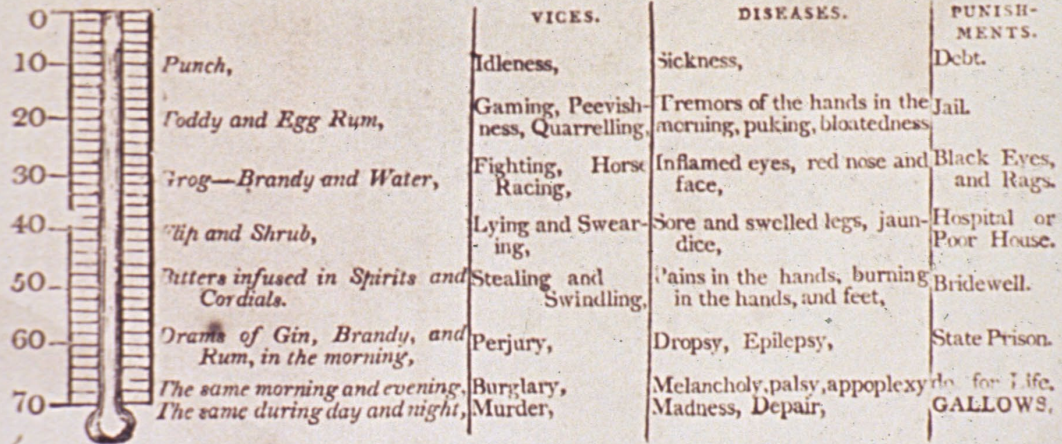 VICES.
DISEASES.
PUNISH-
MENTS.
0
10
Punch,
Idleness,
Sickness,
Debt.
20
Toddy and Egg Rum,
Gaming, Peevish-
ness, Quarrelling,
Tremors of the hands in the
morning, puking, bloatedness
Jail.
30
Grog—Brandy and Water,
Fighting, Horse
Racing,
Inflamed eyes, red nose and
face,
Black Eyes,
and Rags.
40
Flip and Shrub,
Lying and Swear-
ing,
Sore and swelled legs, jaun-
dice,
Hospital or
Poor House.
50
Bitters infused in Spirits and
Cordials.
Stealing and
Swindling,
Pains in the hands, burning
in the hands, and feet,
Bridewell.
60
Drams of Gin, Brandy, and
Rum, in the morning,
Perjury,
Dropsy, Epilepsy,
State Prison.
The same morning and evening,
Burglary,
Melancholy, palsy, appoplexy
do. for Life.
70
The same during day and night,
Murder,
Madness, Depair,
GALLOWS.